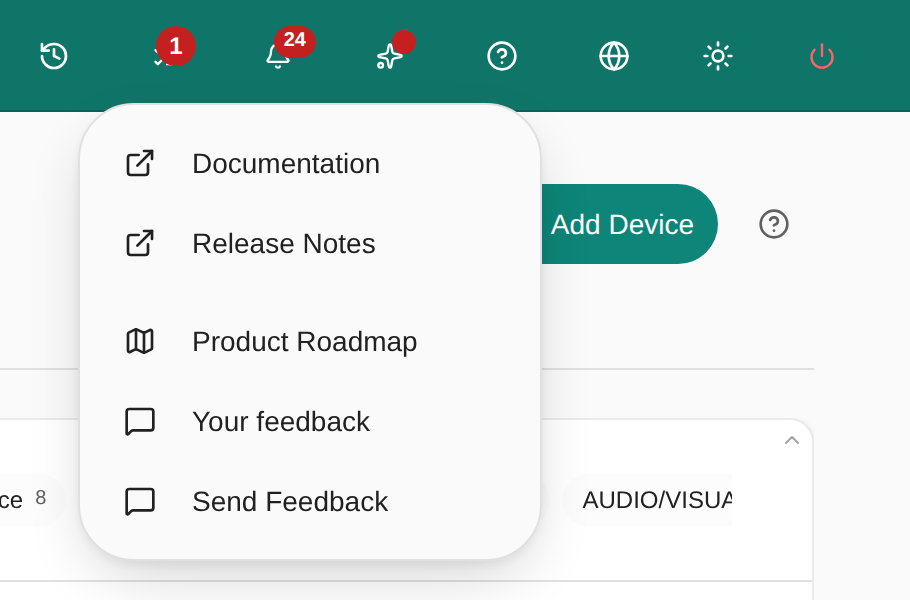 1
24
Documentation
Release Notes
Add Device
Product Roadmap
Your feedback
ce 8
Send Feedback
AUDIO/VISUA